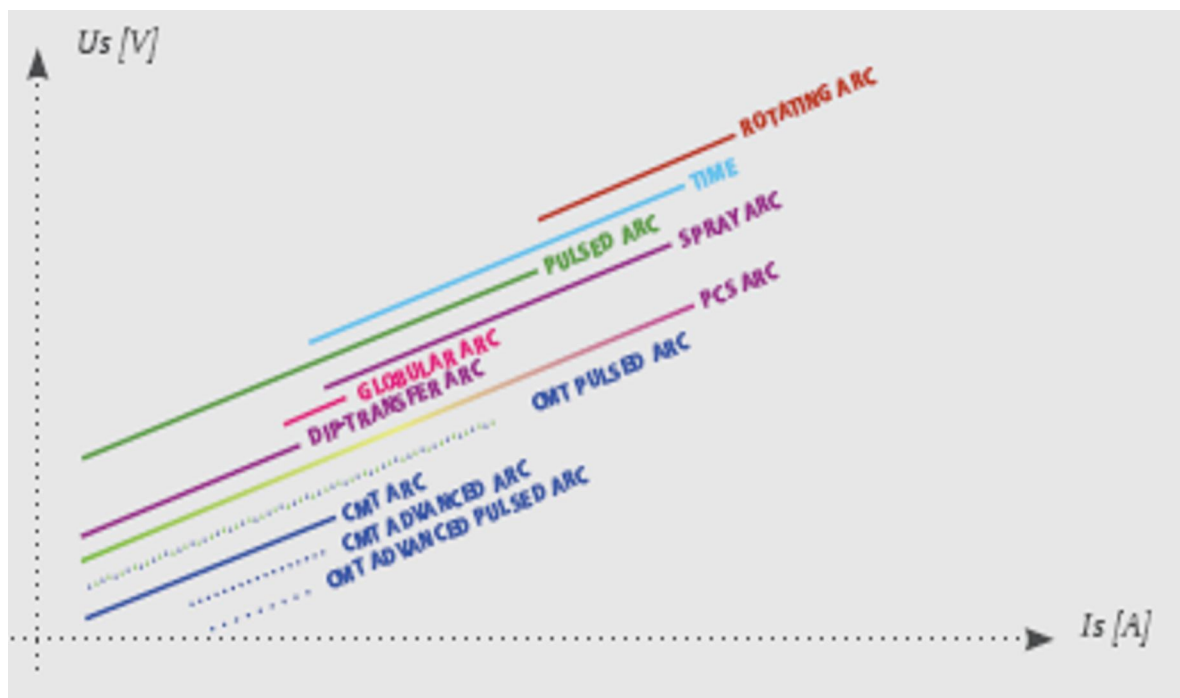 Us [V]
ROTATING ARC
TIME
SPRAY ARC
PULSED ARC
PCS ARC
GLOBULAR ARC
CMT PULSED ARC
DIP-TRANSFER ARC
CMT ARC
CMT ADVANCED ARC
CMT ADVANCED PULSED ARC
Is [A]